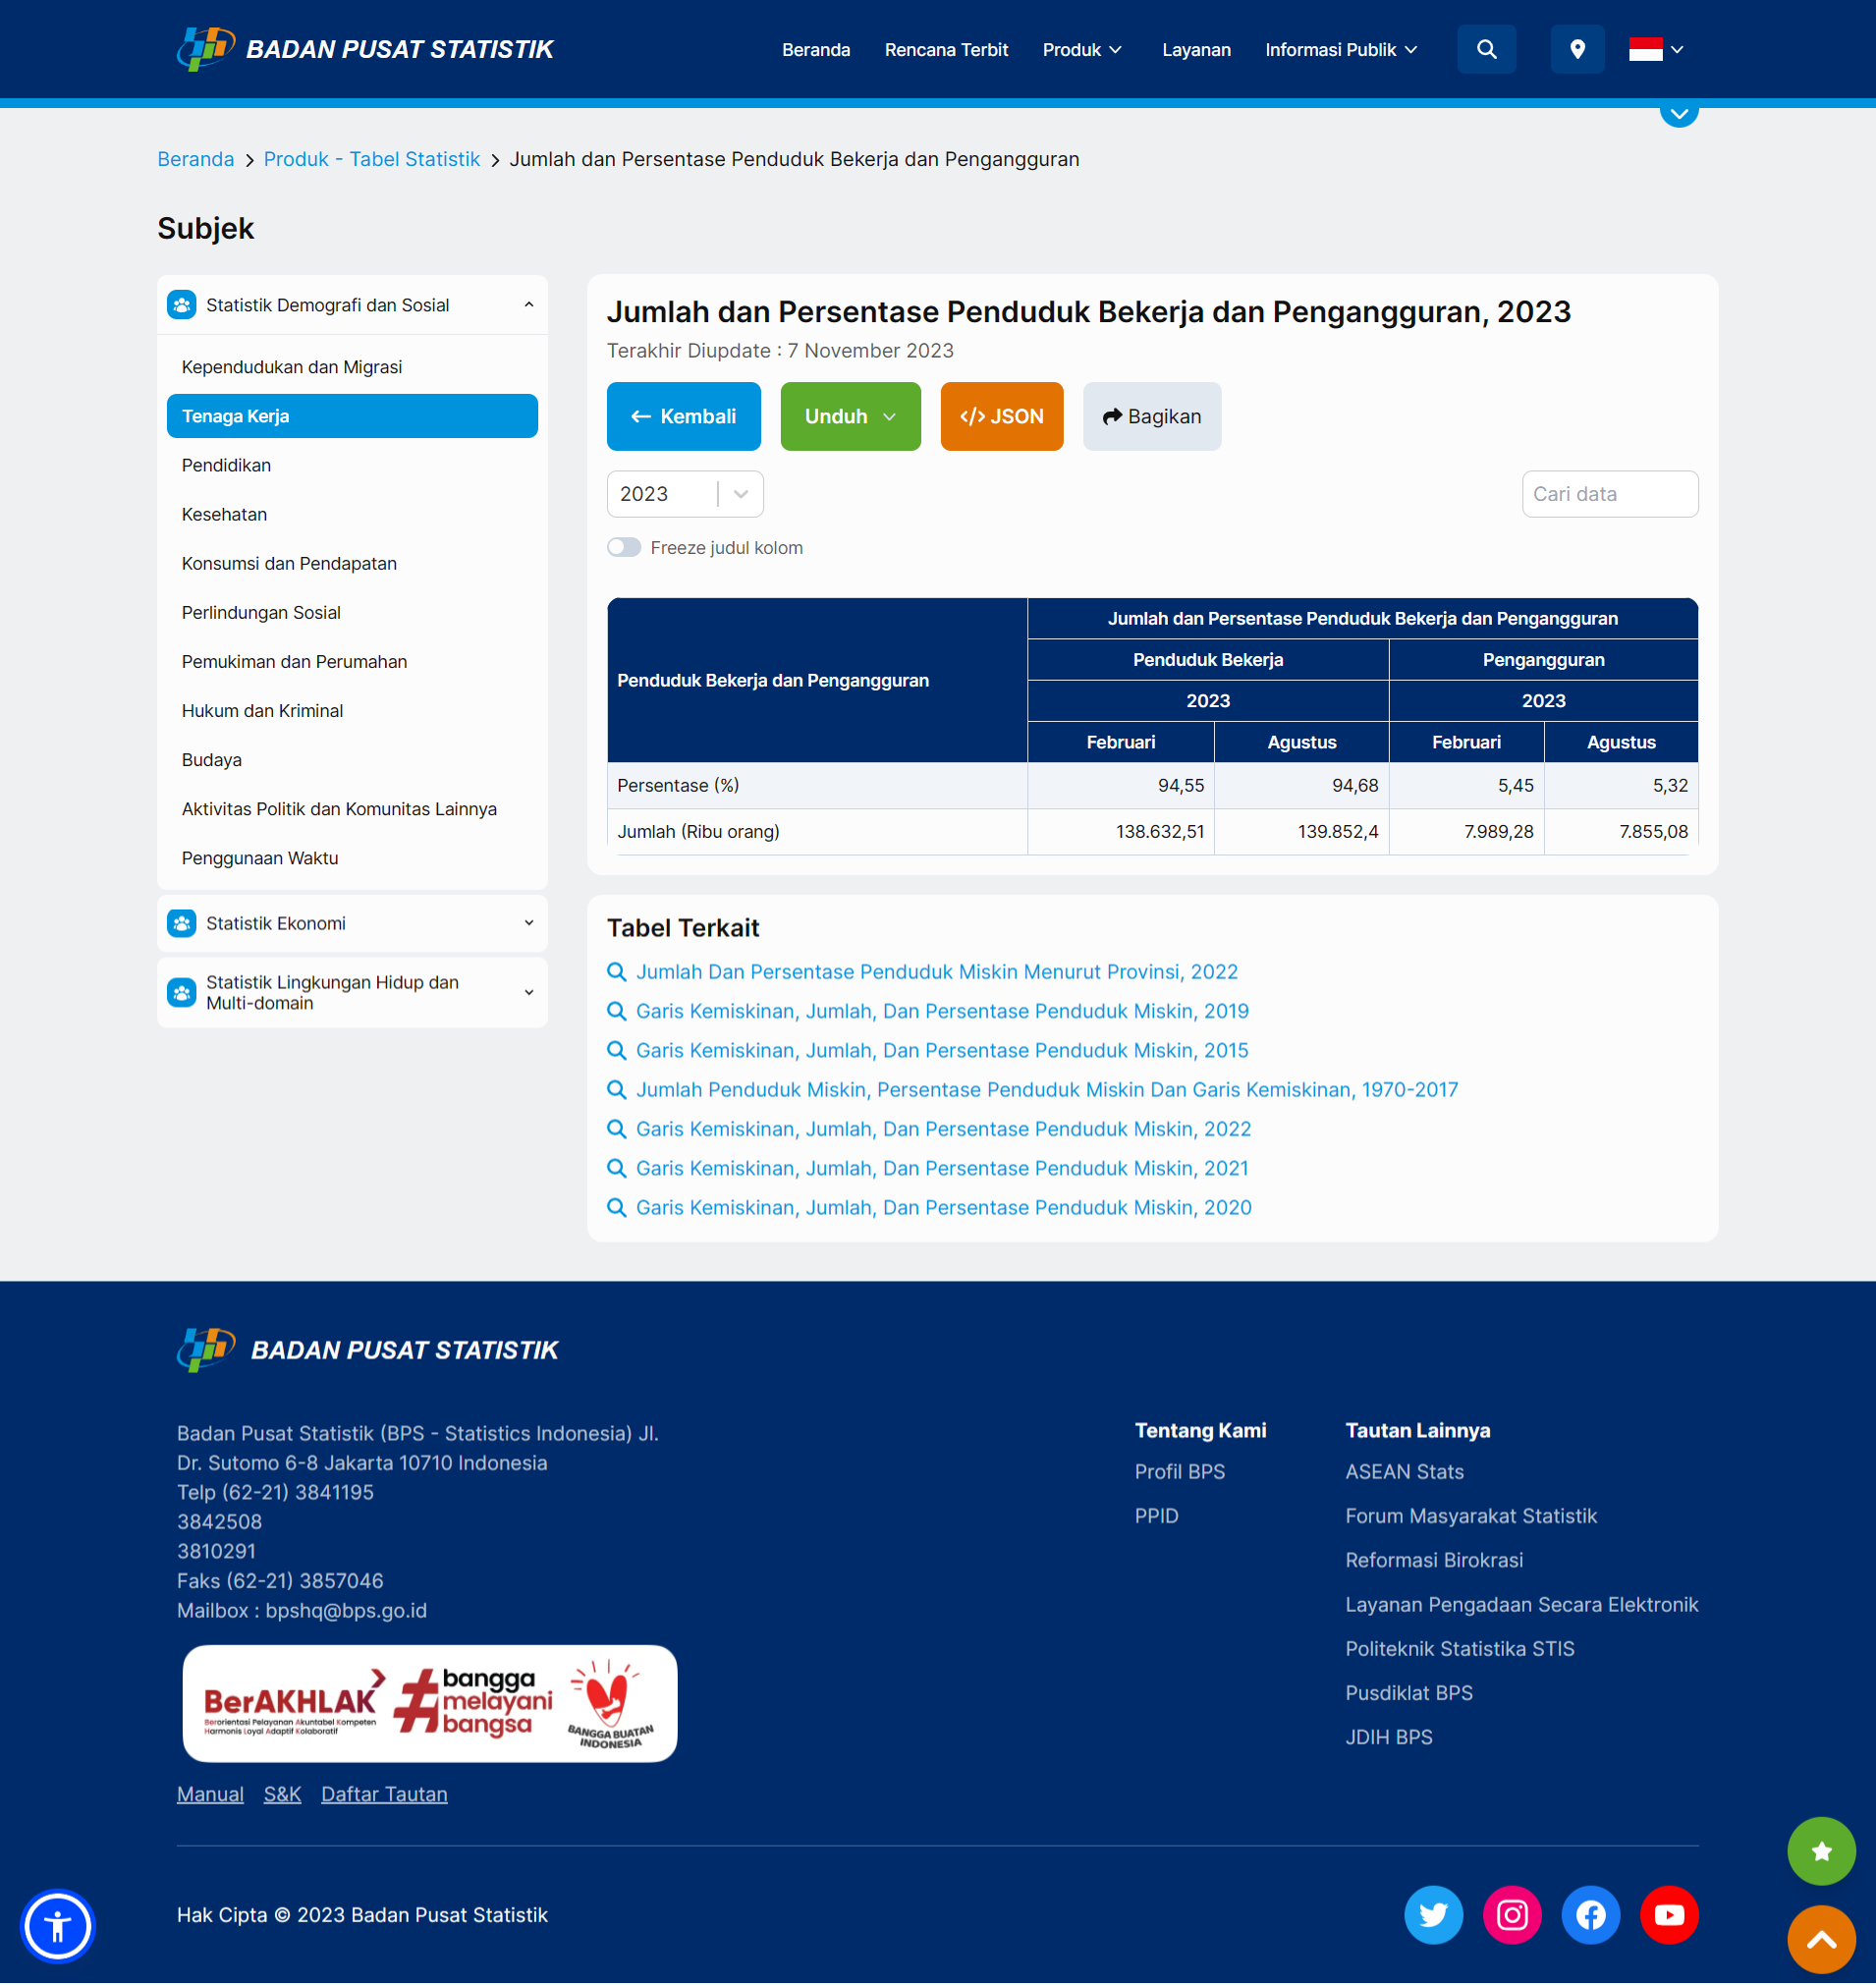 BADAN PUSAT STATISTIK
Beranda
Rencana Terbit
Produk
Layanan
Informasi Publik
Beranda > Produk - Tabel Statistik > Jumlah dan Persentase Penduduk Bekerja dan Pengangguran
Subjek
Statistik Demografi dan Sosial
Kependudukan dan Migrasi
Tenaga Kerja
Pendidikan
Kesehatan
Konsumsi dan Pendapatan
Perlindungan Sosial
Pemukiman dan Perumahan
Hukum dan Kriminal
Budaya
Aktivitas Politik dan Komunitas Lainnya
Penggunaan Waktu
Statistik Ekonomi
Statistik Lingkungan Hidup dan
Multi-domain
Jumlah dan Persentase Penduduk Bekerja dan Pengangguran, 2023
Terakhir Diupdate : 7 November 2023
Kembali
Unduh
</> JSON
Bagikan
2023
Cari data
Freeze judul kolom
Penduduk Bekerja dan Pengangguran
Jumlah dan Persentase Penduduk Bekerja dan Pengangguran
Penduduk Bekerja Pengangguran
2023 2023
Februari Agustus Februari Agustus
Persentase (%) 94,55 94,68 5,45 5,32
Jumlah (Ribu orang) 138.632,51 139.852,4 7.989,28 7.855,08
Tabel Terkait
Jumlah Dan Persentase Penduduk Miskin Menurut Provinsi, 2022
Garis Kemiskinan, Jumlah, Dan Persentase Penduduk Miskin, 2019
Garis Kemiskinan, Jumlah, Dan Persentase Penduduk Miskin, 2015
Jumlah Penduduk Miskin, Persentase Penduduk Miskin Dan Garis Kemiskinan, 1970-2017
Garis Kemiskinan, Jumlah, Dan Persentase Penduduk Miskin, 2022
Garis Kemiskinan, Jumlah, Dan Persentase Penduduk Miskin, 2021
Garis Kemiskinan, Jumlah, Dan Persentase Penduduk Miskin, 2020
BADAN PUSAT STATISTIK
Badan Pusat Statistik (BPS - Statistics Indonesia) Jl.
Dr. Sutomo 6-8 Jakarta 10710 Indonesia
Telp (62-21) 3841195
3842508
3810291
Faks (62-21) 3857046
Mailbox : bpshq@bps.go.id
BerAKHLAK
Berorientasi Pelayanan Akuntabel Kompeten
Harmonis Loyal Adaptif Kolaboratif
#bangga
melayani
bangsa
BANGGA BUATAN
INDONESIA
Manual S&K Daftar Tautan
Tentang Kami
Profil BPS
PPID
Tautan Lainnya
ASEAN Stats
Forum Masyarakat Statistik
Reformasi Birokrasi
Layanan Pengadaan Secara Elektronik
Politeknik Statistika STIS
Pusdiklat BPS
JDIH BPS
Hak Cipta © 2023 Badan Pusat Statistik